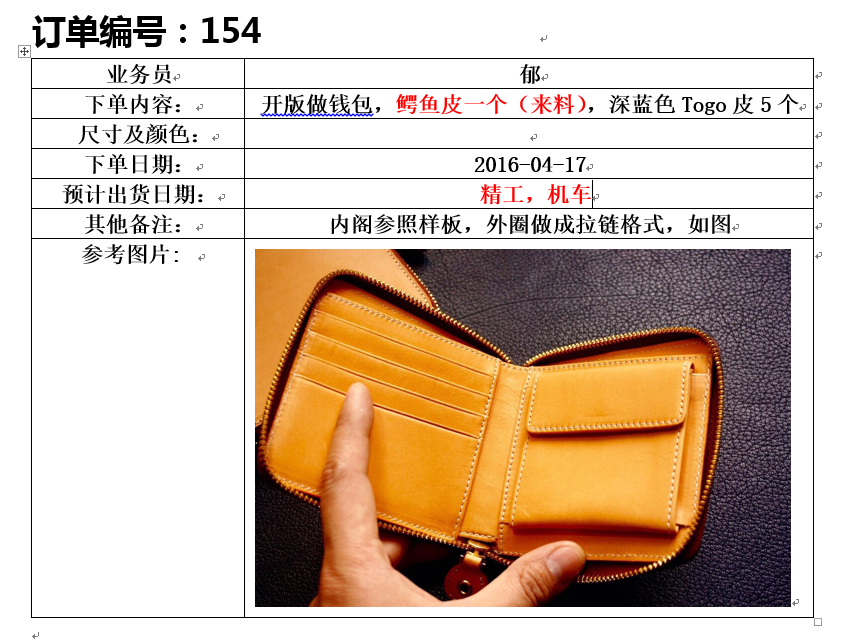 订单编号：154
业务员 郁
下单内容： 开版做钱包，鳄鱼皮一个（来料），深蓝色 Togo 皮 5 个
尺寸及颜色：
下单日期： 2016-04-17
预计出货日期： 精工，机车
其他备注： 内阁参照样板，外圈做成拉链格式，如图
参考图片：